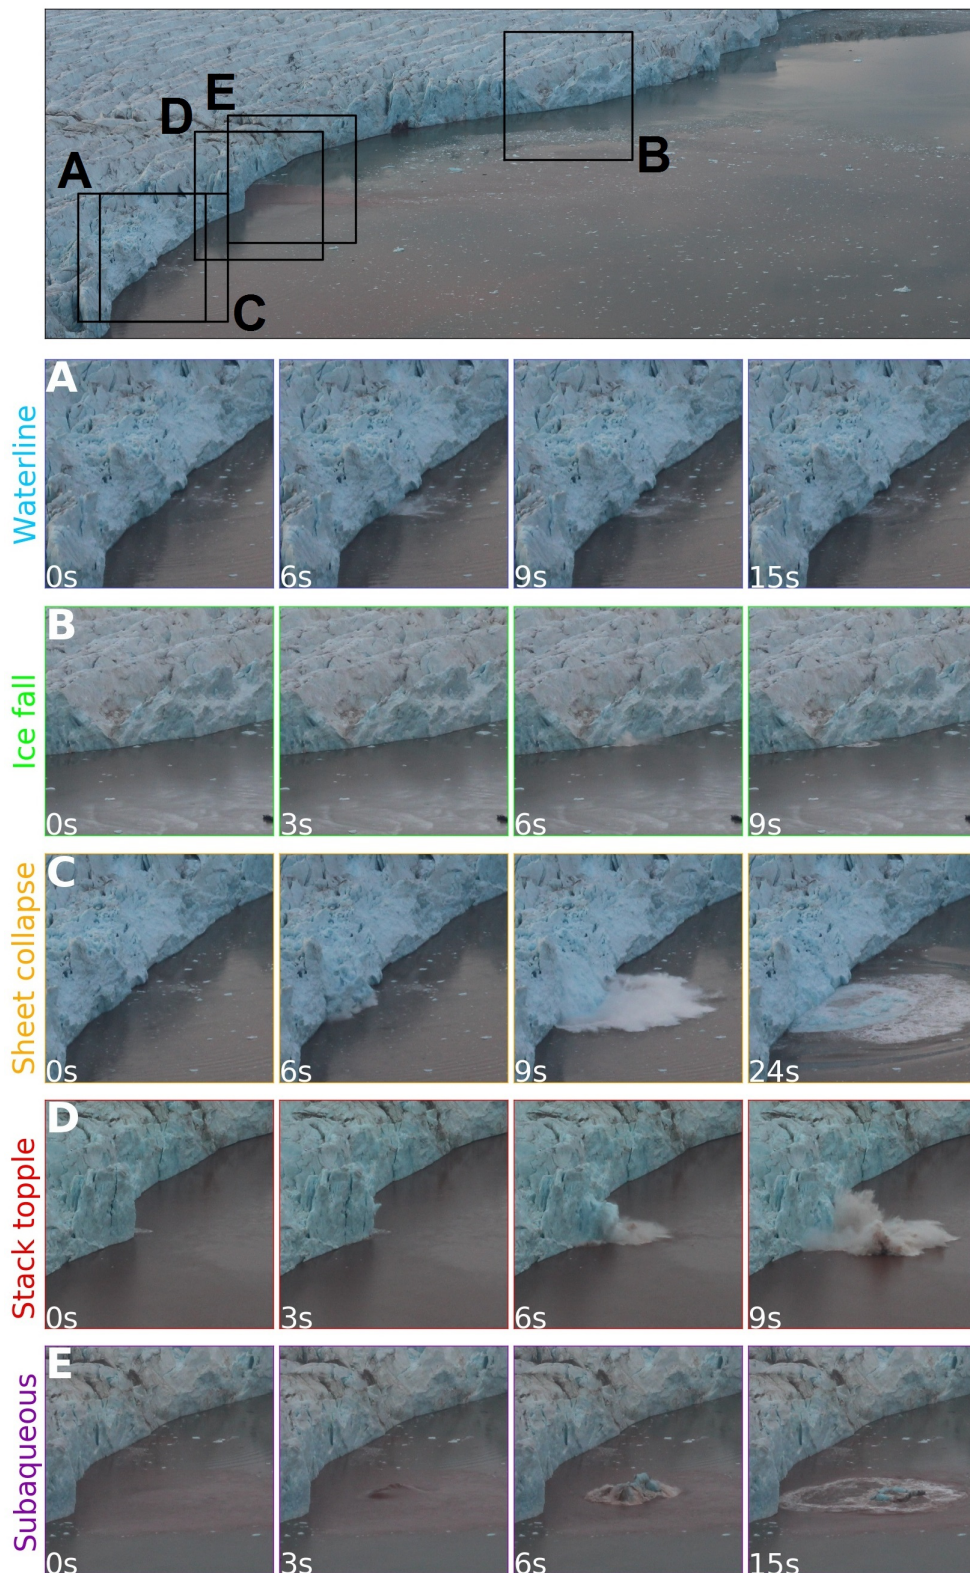 E
D
A
B
C
Waterline
A
0s
6s
9s
15s
Ice fall
B
0s
3s
6s
9s
Sheet collapse
C
0s
6s
9s
24s
Stack topple
D
0s
3s
6s
9s
Subaqueous
E
0s
3s
6s
15s